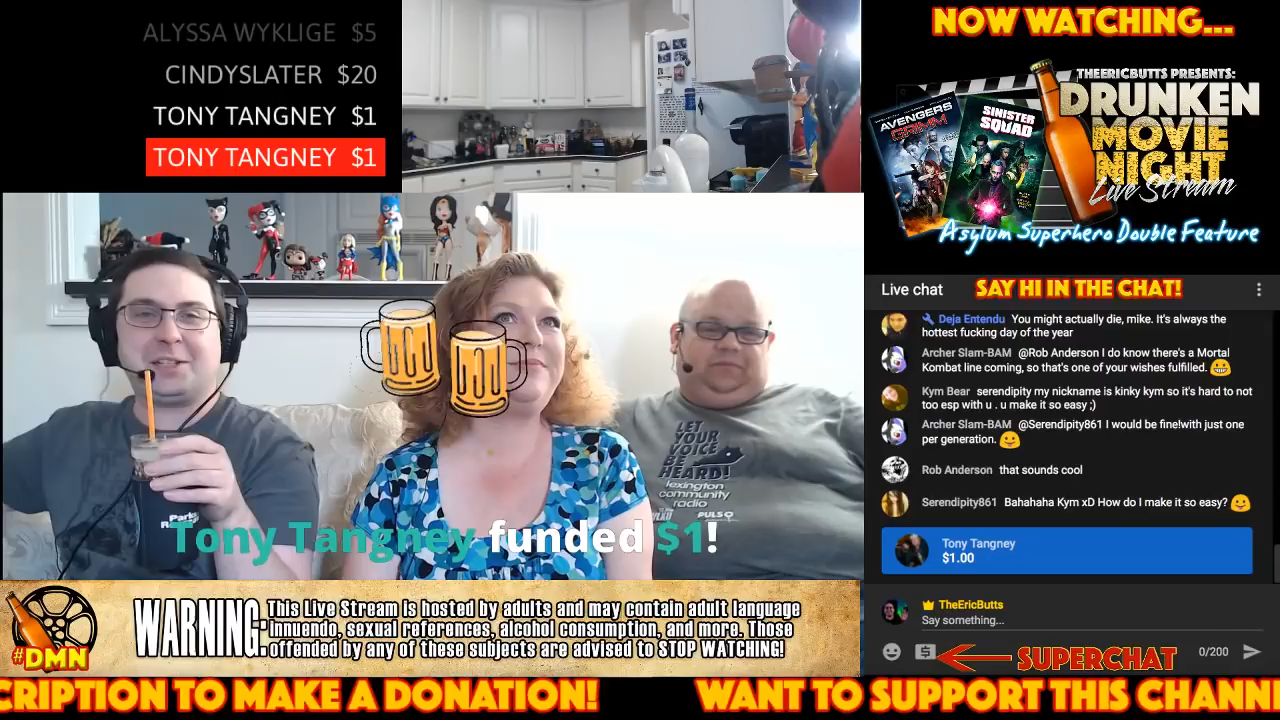 ALYSSA WYKLIGE $5
CINDYSLATER $20
TONY TANGNEY $1
TONY TANGNEY $1
NOW WATCHING...
THEERICBUTTS PRESENTS:
DRUNKEN
MOVIE
NIGHT
Live Stream
AVENGERS
GRIMM
SINISTER
SQUAD
Asylum Superhero Double Feature
Live chat
SAY HI IN THE CHAT!
Deja Entendu You might actually die, mike. It's always the
hottest fucking day of the year
Archer Slam-BAM @Rob Anderson I do know there's a Mortal
Kombat line coming, so that's one of your wishes fulfilled.
Kym Bear serendipity my nickname is kinky kym so it's hard to not
too esp with u . u make it so easy ;)
Archer Slam-BAM @Serendipity861 I would be fine!with just one
per generation.
Rob Anderson that sounds cool
Serendipity861 Bahahaha Kym xD How do I make it so easy?
Tony Tangney
$1.00
TheEricButts
Say something...
0/200
SUPERCHAT
LET
YOUR
VOICE
BE
HEARD!
lexington
community
radio
Tony Tangney funded $1!
#DMN
WARNING:
This Live Stream is hosted by adults and may contain adult language
innuendo, sexual references, alcohol consumption, and more. Those
offended by any of these subjects are advised to STOP WATCHING!
CRIPTION TO MAKE A DONATION! WANT TO SUPPORT THIS CHANN